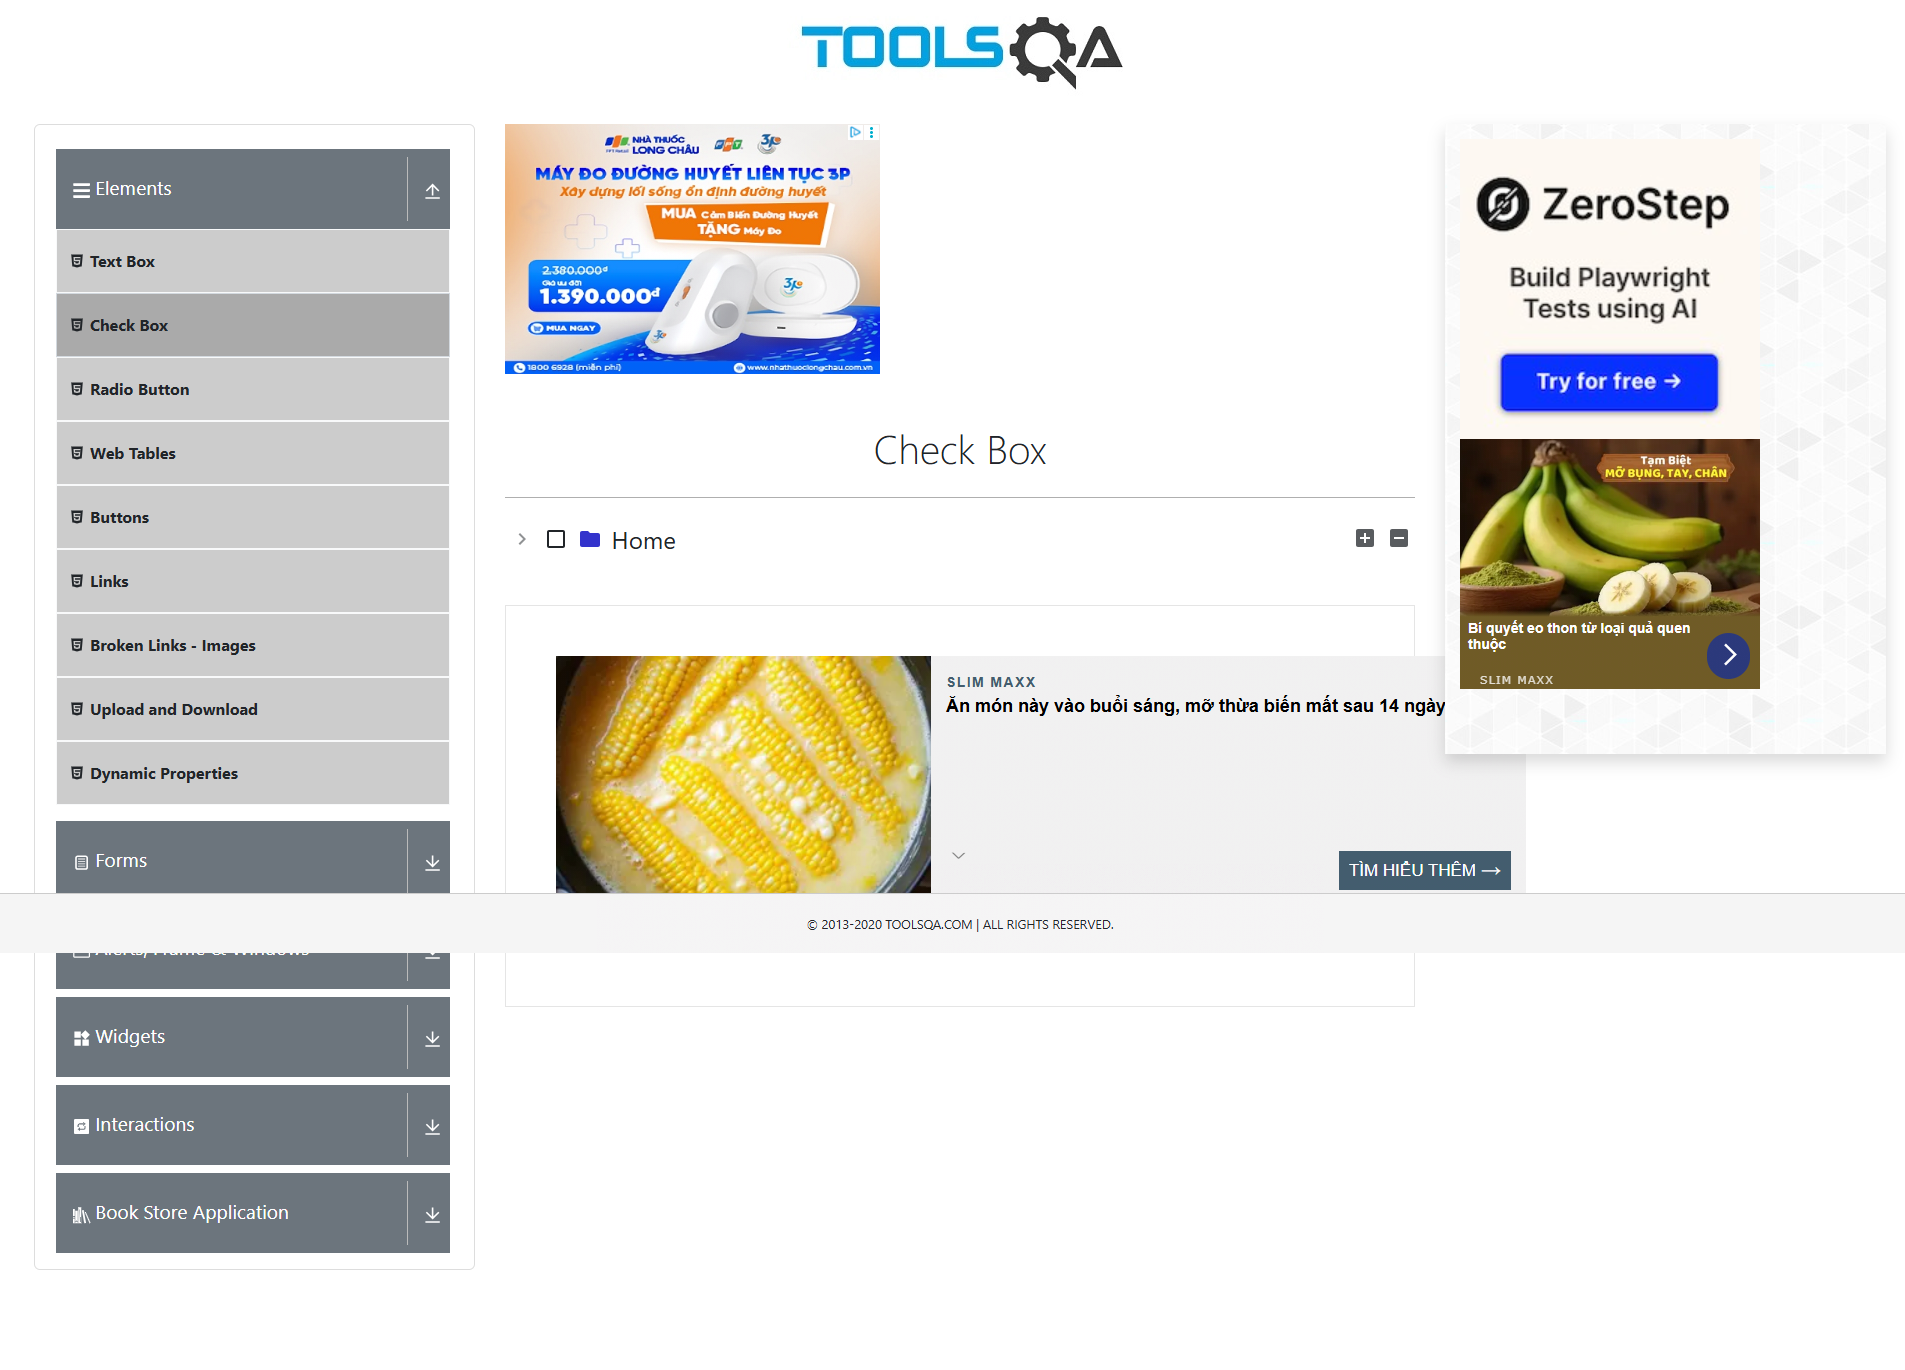 TOOLSQA
Elements
Text Box
Check Box
Radio Button
Web Tables
Buttons
Links
Broken Links - Images
Upload and Download
Dynamic Properties
Forms
Alerts, Frame & Windows
Widgets
Interactions
Book Store Application
NHÀ THUỐC
LONG CHÂU
3P
MÁY ĐO ĐƯỜNG HUYẾT LIÊN TỤC 3P
Xây dựng lối sống ổn định đường huyết
MUA Cảm Biến Đường Huyết
TẶNG Máy Đo
2.380.000đ
Giá ưu đãi
1.390.000đ
MUA NGAY
1800 6928 (miễn phí)
www.nhathuoclongchau.com.vn
Check Box
Home
SLIM MAXX
Ăn món này vào buổi sáng, mỡ thừa biến mất sau 14 ngày
TÌM HIỂU THÊM →
ZeroStep
Build Playwright
Tests using AI
Try for free →
Tạm Biệt
MỠ BỤNG, TAY, CHÂN
Bí quyết eo thon từ loại quả quen
thuộc
SLIM MAXX
© 2013-2020 TOOLSQA.COM | ALL RIGHTS RESERVED.